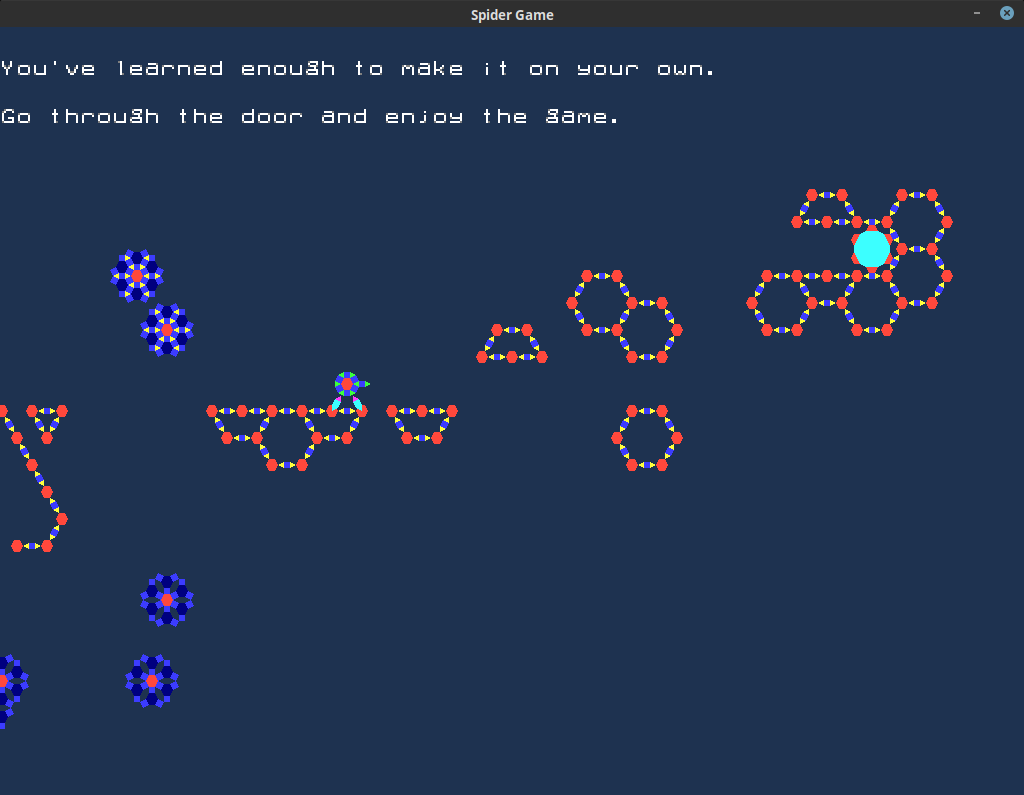 Spider Game
You've learned enough to make it on your own.
Go through the door and enjoy the game.